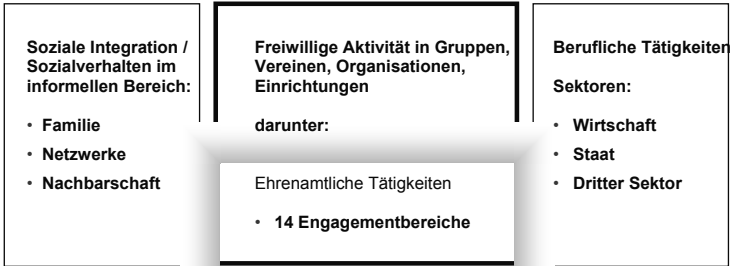 Soziale Integration /
Sozialverhalten im
informellen Bereich:
• Familie
• Netzwerke
• Nachbarschaft
Freiwillige Aktivität in Gruppen,
Vereinen, Organisationen,
Einrichtungen
darunter:
Ehrenamtliche Tätigkeiten
• 14 Engagementbereiche
Berufliche Tätigkeiten
Sektoren:
• Wirtschaft
• Staat
• Dritter Sektor